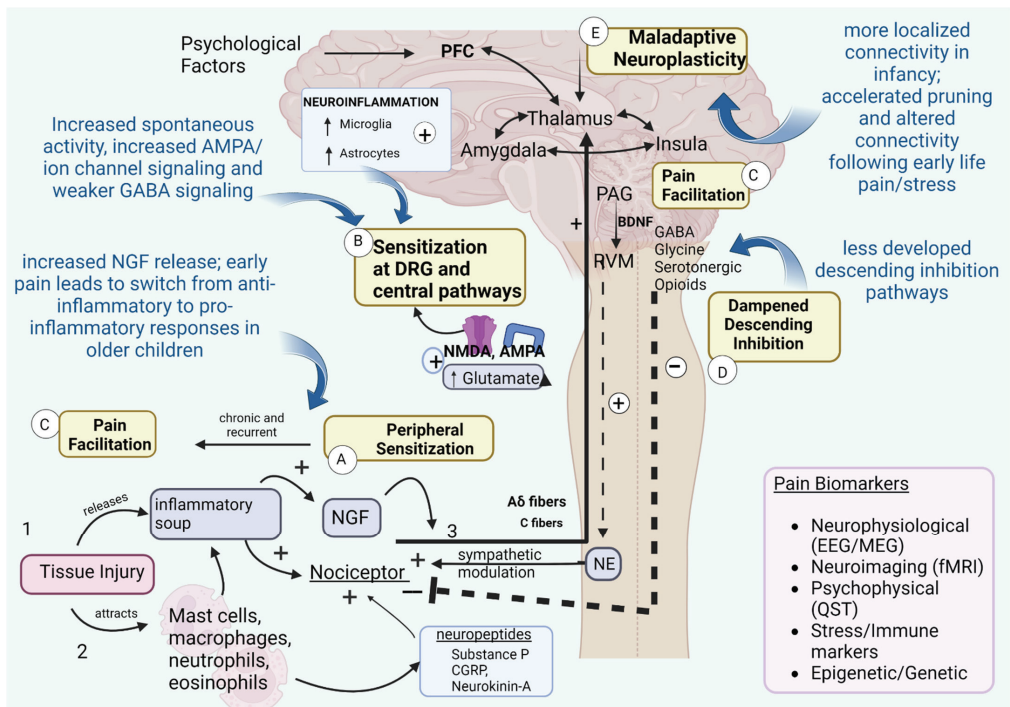 Psychological
Factors
PFC
E
Maladaptive
Neuroplasticity
more localized
connectivity in
infancy;
accelerated pruning
and altered
connectivity
following early life
pain/stress
NEUROINFLAMMATION
Microglia
Astrocytes
+
Thalamus
Amygdala
Insula
Increased spontaneous
activity, increased AMPA/
ion channel signaling and
weaker GABA signaling
Pain
Facilitation
C
PAG
BDNF
RVM
+
GABA
Glycine
Serotonergic
Opioids
B
Sensitization
at DRG and
central pathways
less developed
descending inhibition
pathways
increased NGF release; early
pain leads to switch from anti-
inflammatory to pro-
inflammatory responses in
older children
Dampened
Descending
Inhibition
D
NMDA, AMPA
+
↑ Glutamate
−
+
C
Pain
Facilitation
chronic and
recurrent
Peripheral
Sensitization
A
+
1
releases
inflammatory
soup
NGF
3
Aδ fibers
C fibers
Tissue Injury
+
Nociceptor
+
−
+
sympathetic
modulation
NE
attracts
2
Mast cells,
macrophages,
neutrophils,
eosinophils
neuropeptides
Substance P
CGRP,
Neurokinin-A
Pain Biomarkers
• Neurophysiological
(EEG/MEG)
• Neuroimaging (fMRI)
• Psychophysical
(QST)
• Stress/Immune
markers
• Epigenetic/Genetic